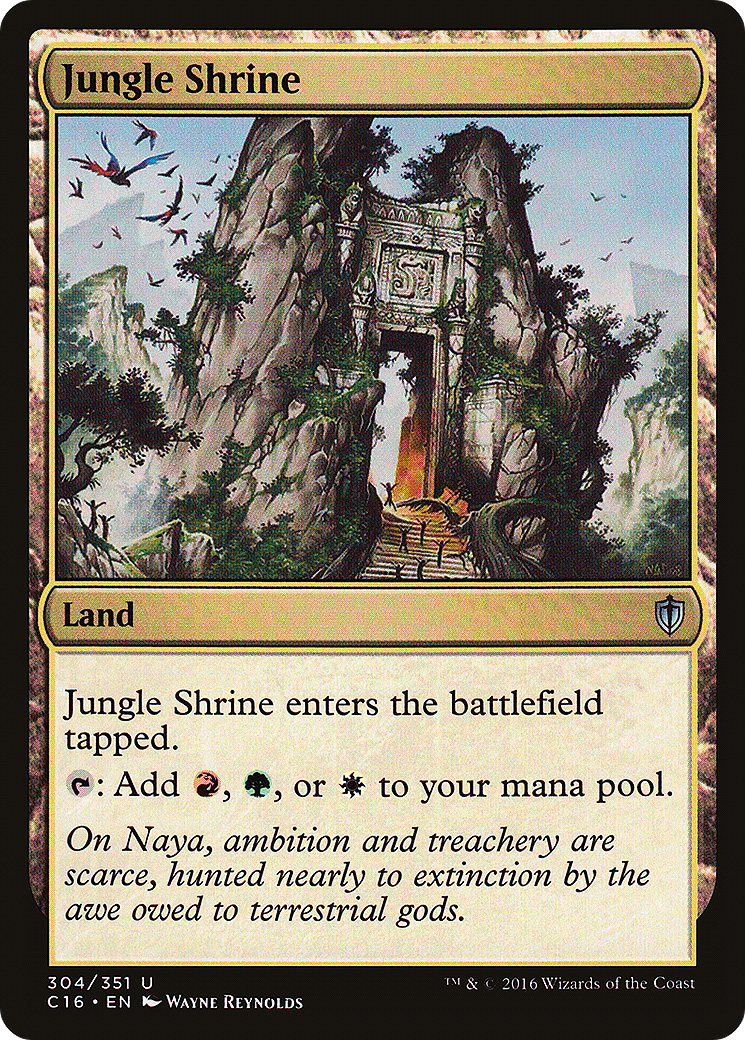 Jungle Shrine
Land
Jungle Shrine enters the battlefield
tapped.
: Add , , or to your mana pool.
On Naya, ambition and treachery are
scarce, hunted nearly to extinction by the
awe owed to terrestrial gods.
304/351 U
C16 • EN Wayne Reynolds
™ & © 2016 Wizards of the Coast